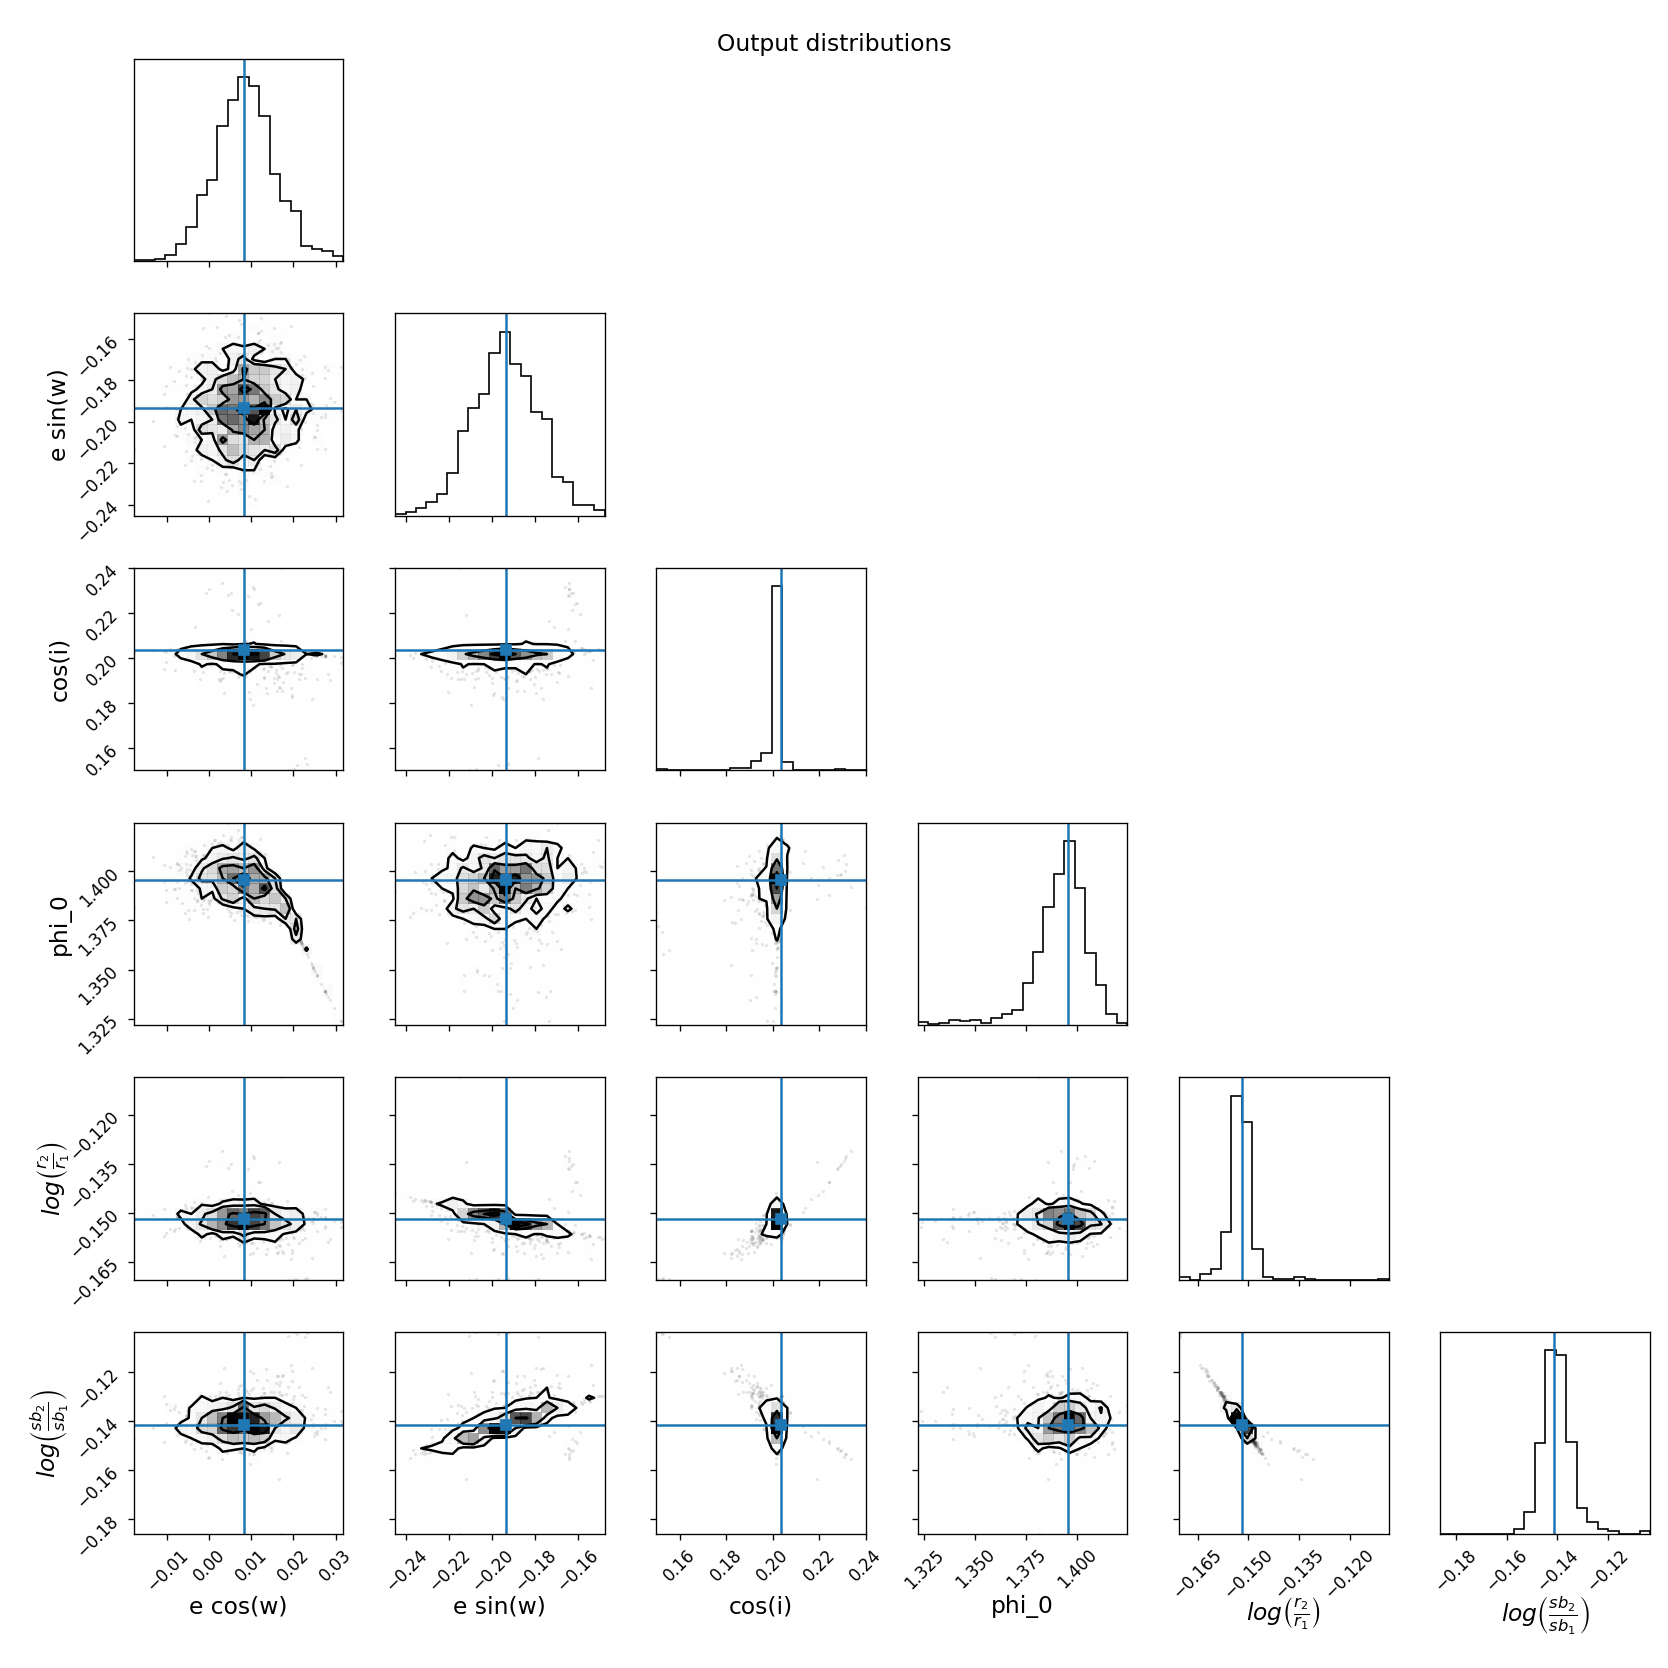 Output distributions
e sin(w)
−0.16
−0.18
−0.20
−0.22
−0.24
cos(i)
0.24
0.22
0.20
0.18
0.16
phi_0
1.400
1.375
1.350
1.325
log(r₂/r₁)
−0.120
−0.135
−0.150
−0.165
log(sb₂/sb₁)
−0.12
−0.14
−0.16
−0.18
−0.01 0.00 0.01 0.02 0.03
−0.24 −0.22 −0.20 −0.18 −0.16
0.16 0.18 0.20 0.22 0.24
1.325 1.350 1.375 1.400
−0.165 −0.150 −0.135 −0.120
−0.18 −0.16 −0.14 −0.12
e cos(w)
e sin(w)
cos(i)
phi_0
log(r₂/r₁)
log(sb₂/sb₁)